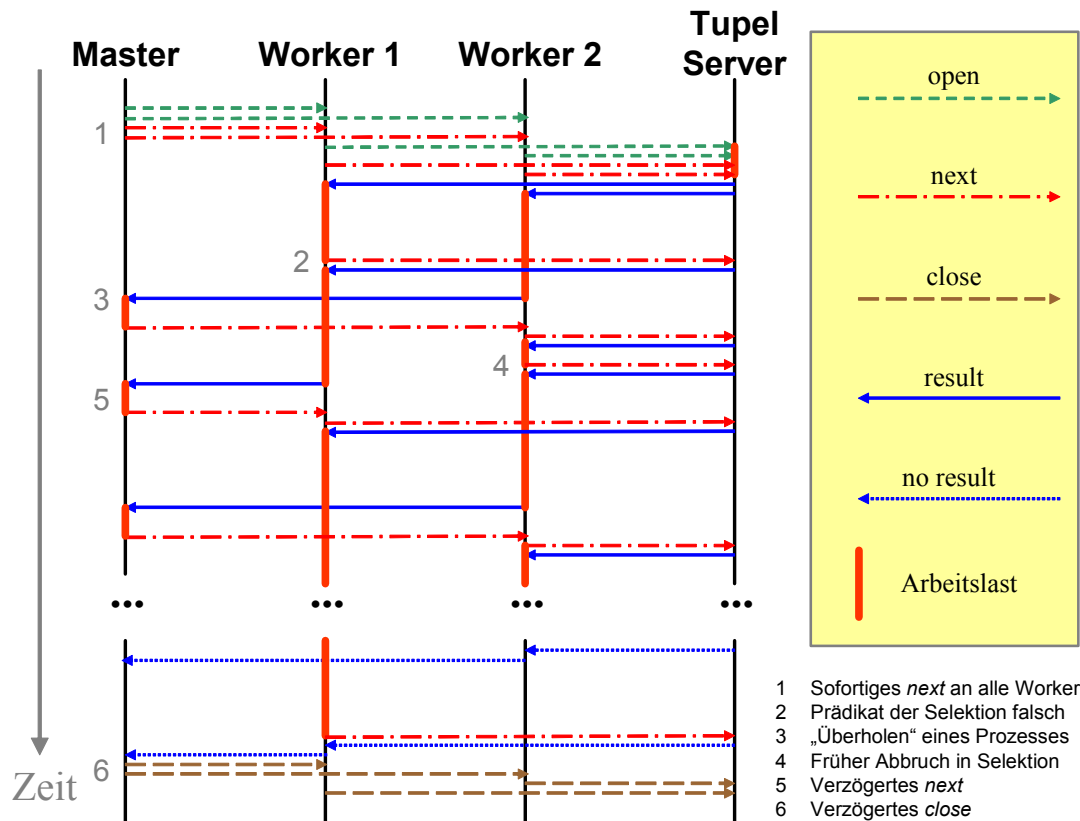 Master
Worker 1
Worker 2
Tupel
Server
open
1
next
2
close
3
4
result
5
no result
Arbeitslast
...
...
...
...
6
Zeit
1 Sofortiges next an alle Worker
2 Prädikat der Selektion falsch
3 „Überholen“ eines Prozesses
4 Früher Abbruch in Selektion
5 Verzögertes next
6 Verzögertes close